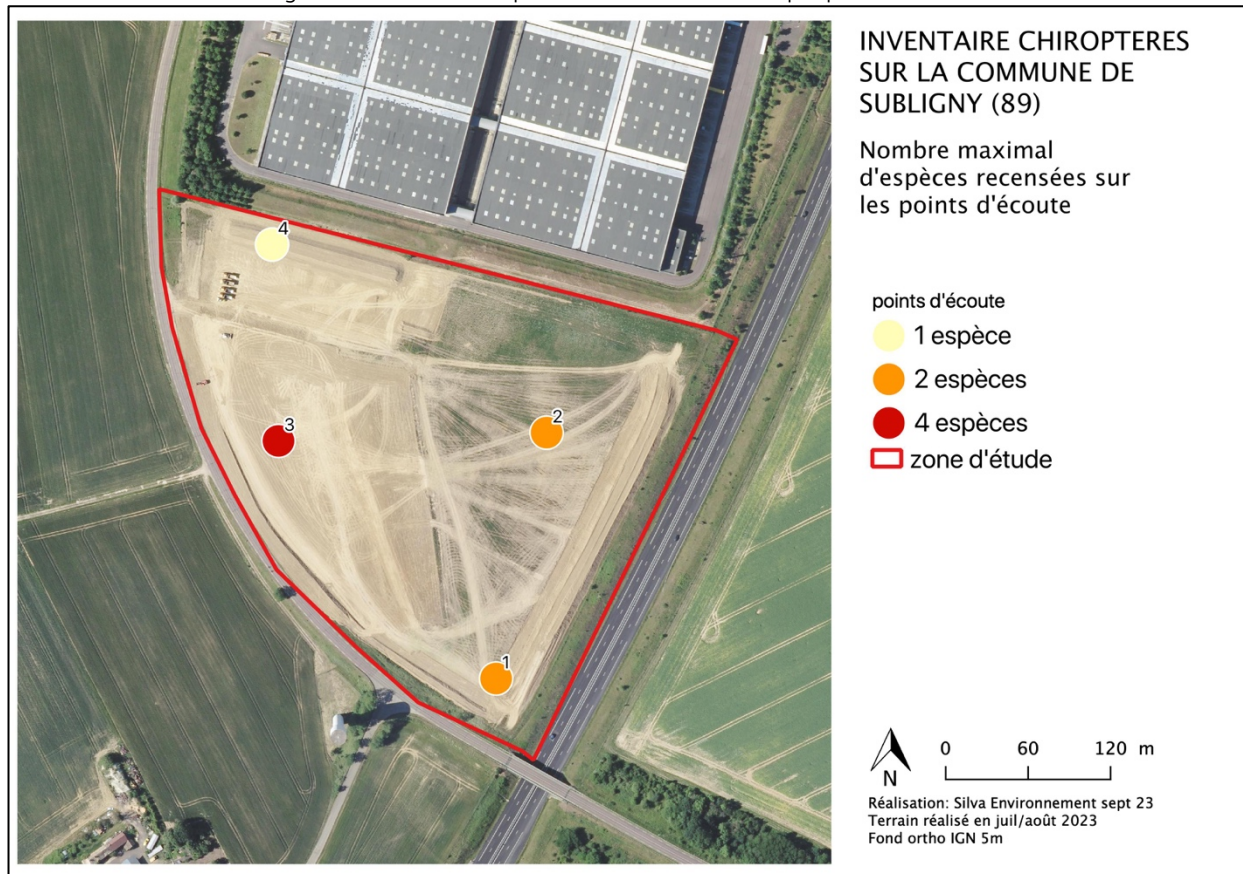 INVENTAIRE CHIROPTERES
SUR LA COMMUNE DE
SUBLIGNY (89)
Nombre maximal
d'espèces recensées sur
les points d'écoute
points d'écoute
1 espèce
2 espèces
4 espèces
zone d'étude
4
3
2
1
N
0 60 120 m
Réalisation: Silva Environnement sept 23
Terrain réalisé en juil/août 2023
Fond ortho IGN 5m